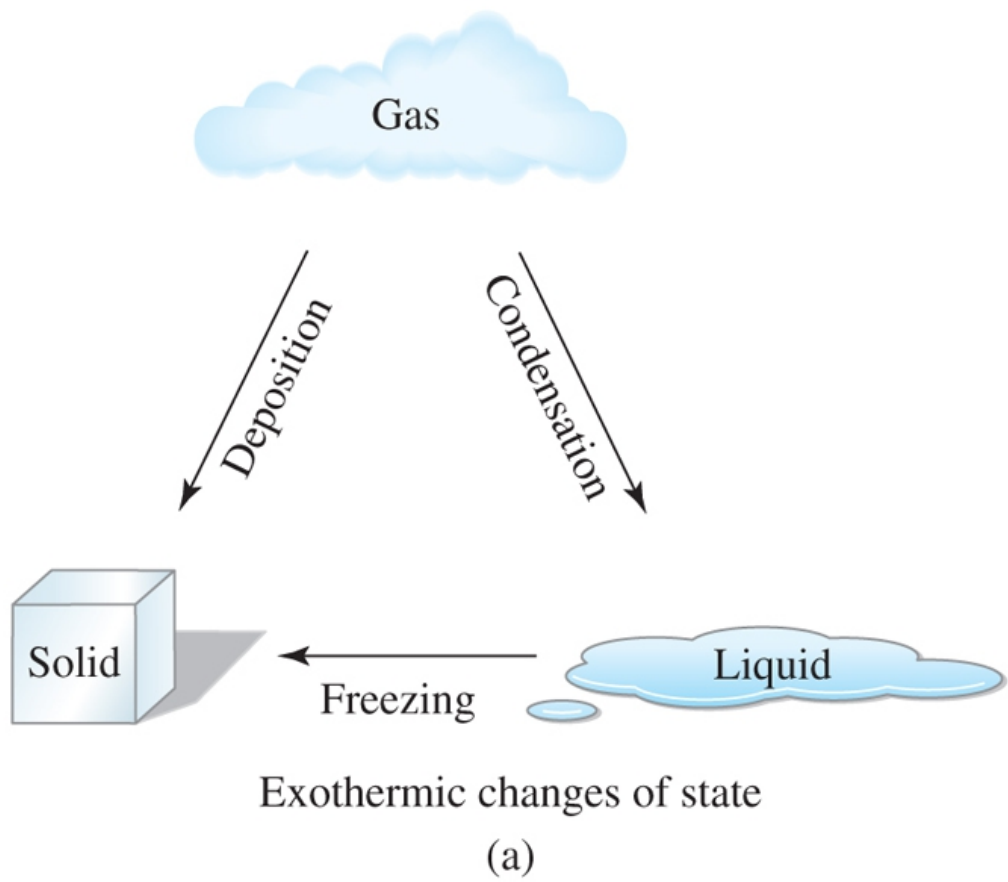 Gas
Deposition
Condensation
Solid
Freezing
Liquid
Exothermic changes of state
(a)